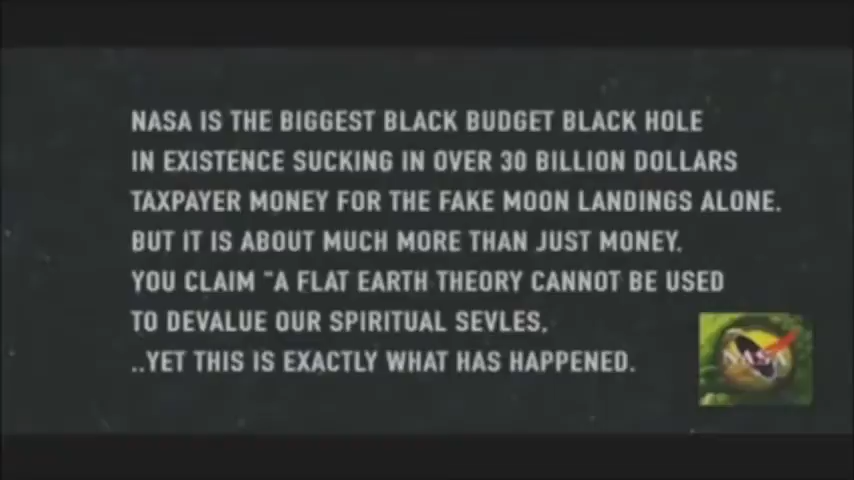 NASA IS THE BIGGEST BLACK BUDGET BLACK HOLE
IN EXISTENCE SUCKING IN OVER 30 BILLION DOLLARS
TAXPAYER MONEY FOR THE FAKE MOON LANDINGS ALONE.
BUT IT IS ABOUT MUCH MORE THAN JUST MONEY.
YOU CLAIM "A FLAT EARTH THEORY CANNOT BE USED
TO DEVALUE OUR SPIRITUAL SEVLES,
..YET THIS IS EXACTLY WHAT HAS HAPPENED.
NASA